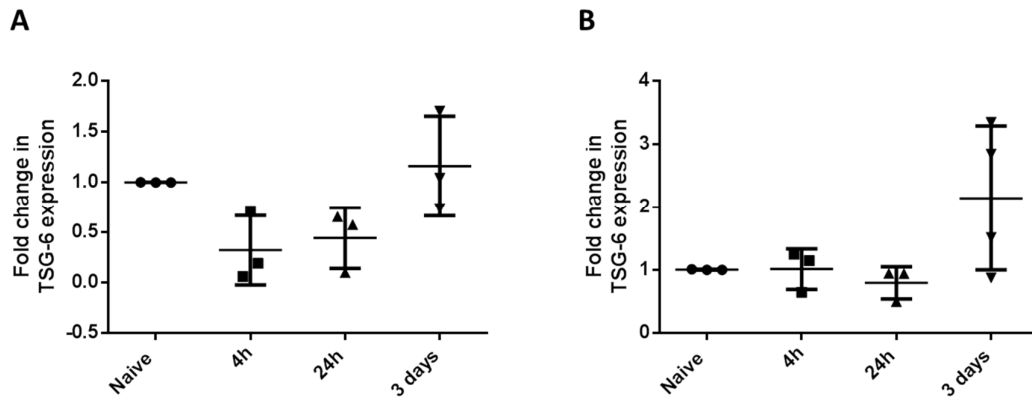 A
Fold change in
TSG-6 expression
2.0
1.5
1.0
0.5
0.0
-0.5
Naive
4h
24h
3 days
B
Fold change in
TSG-6 expression
4
3
2
1
0
Naive
4h
24h
3 days